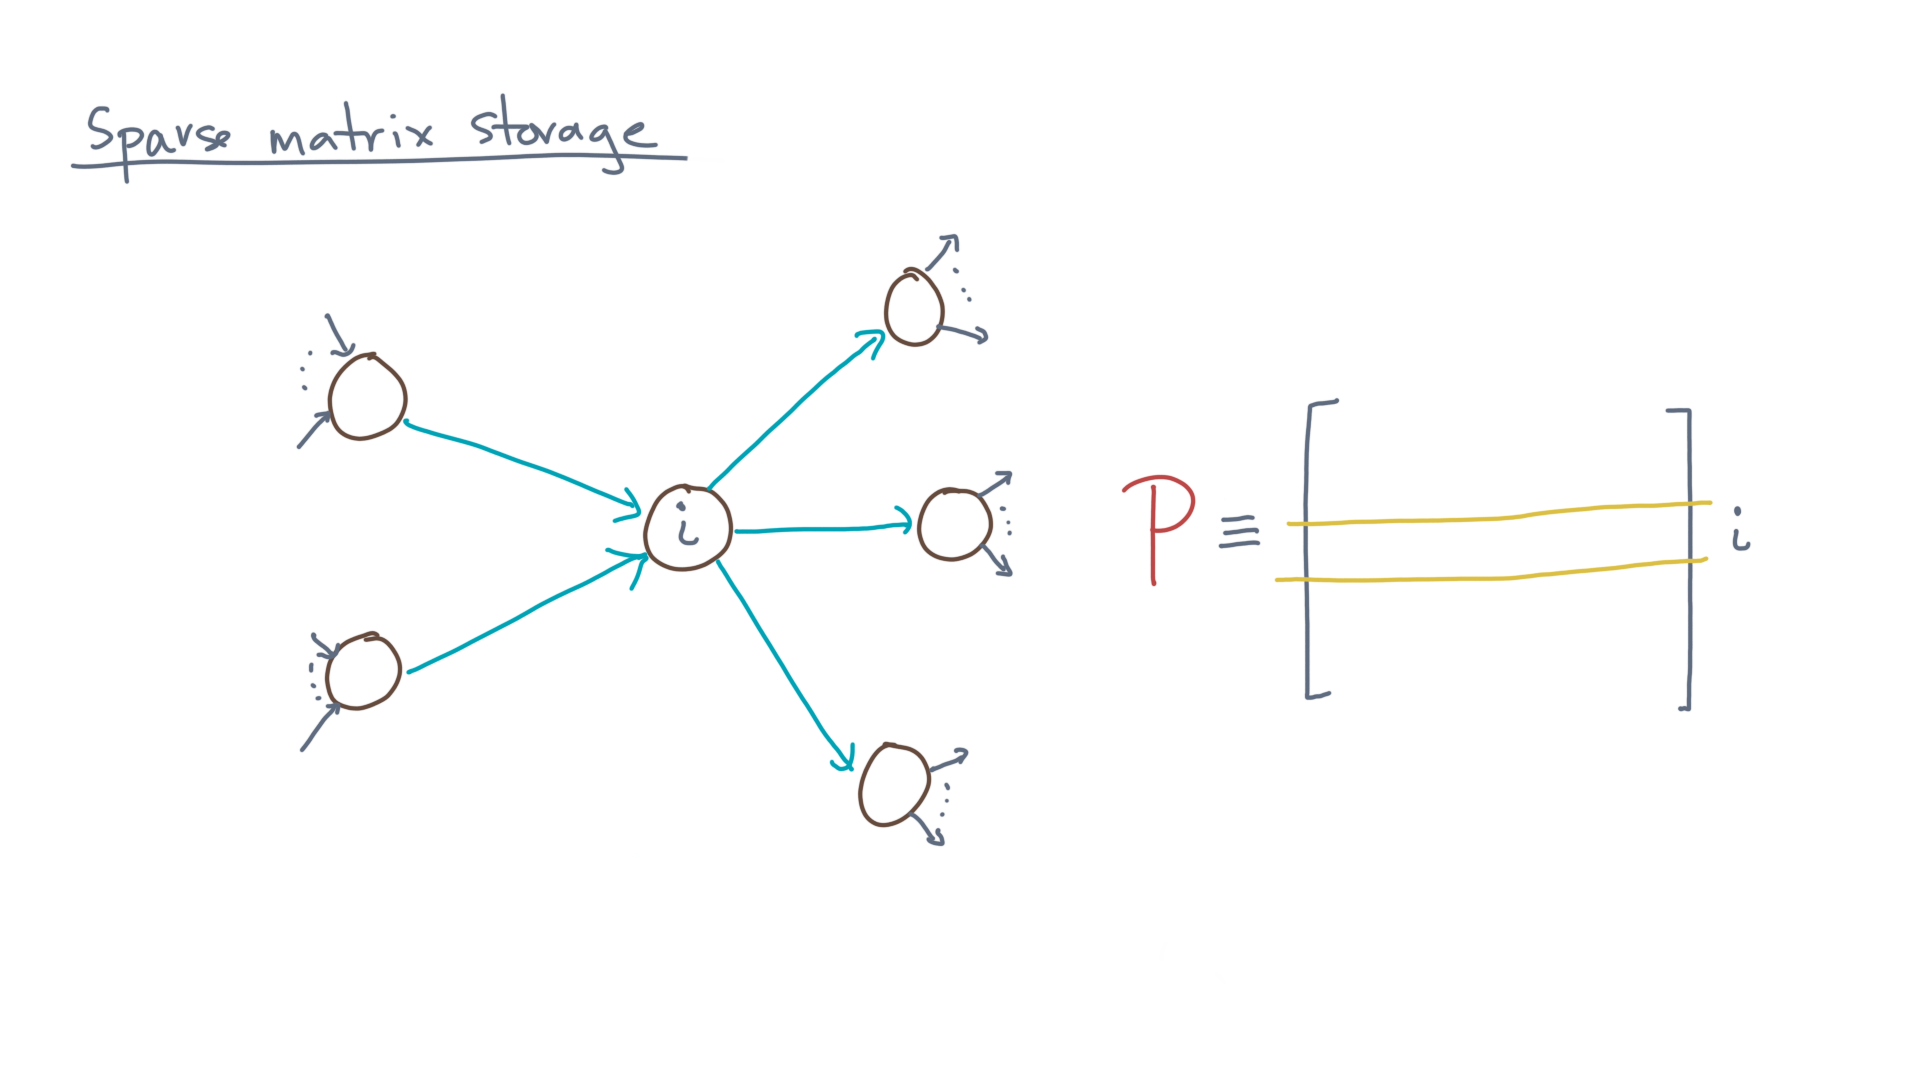 Sparse matrix storage
i
P ≡ [ ] i